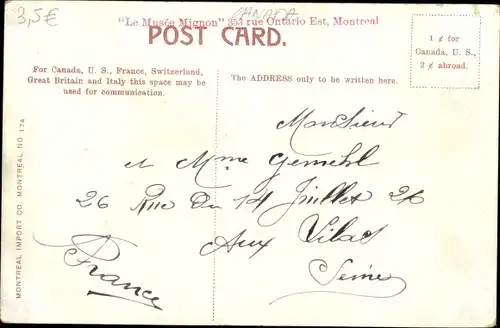 3,5€
CANADA
"Le Musée Mignon" 353 rue Ontario Est, Montreal
POST CARD.
1 ¢ for
Canada, U. S.,
2 ¢ abroad.
For Canada, U. S., France, Switzerland,
Great Britain and Italy this space may be
used for communication.
The ADDRESS only to be written here.
Monsieur
et Mme Gemehl
26 Rue Du 14 Juillet 26
Aux Lilas
Seine
France
MONTREAL IMPORT CO. MONTREAL NO 174